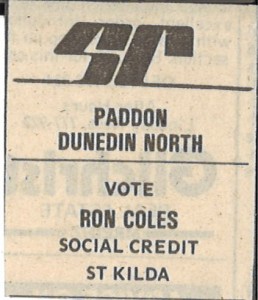 SC
PADDON
DUNEDIN NORTH
VOTE
RON COLES
SOCIAL CREDIT
ST KILDA